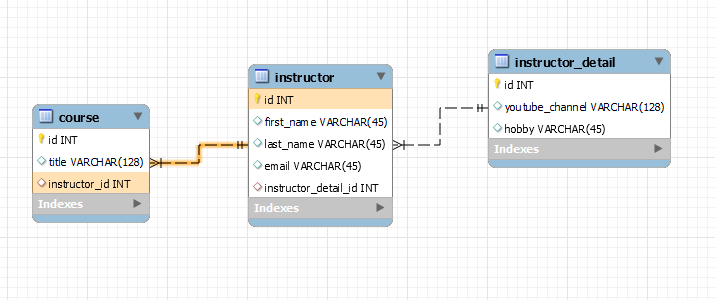 course
id INT
title VARCHAR(128)
instructor_id INT
Indexes
instructor
id INT
first_name VARCHAR(45)
last_name VARCHAR(45)
email VARCHAR(45)
instructor_detail_id INT
Indexes
instructor_detail
id INT
youtube_channel VARCHAR(128)
hobby VARCHAR(45)
Indexes